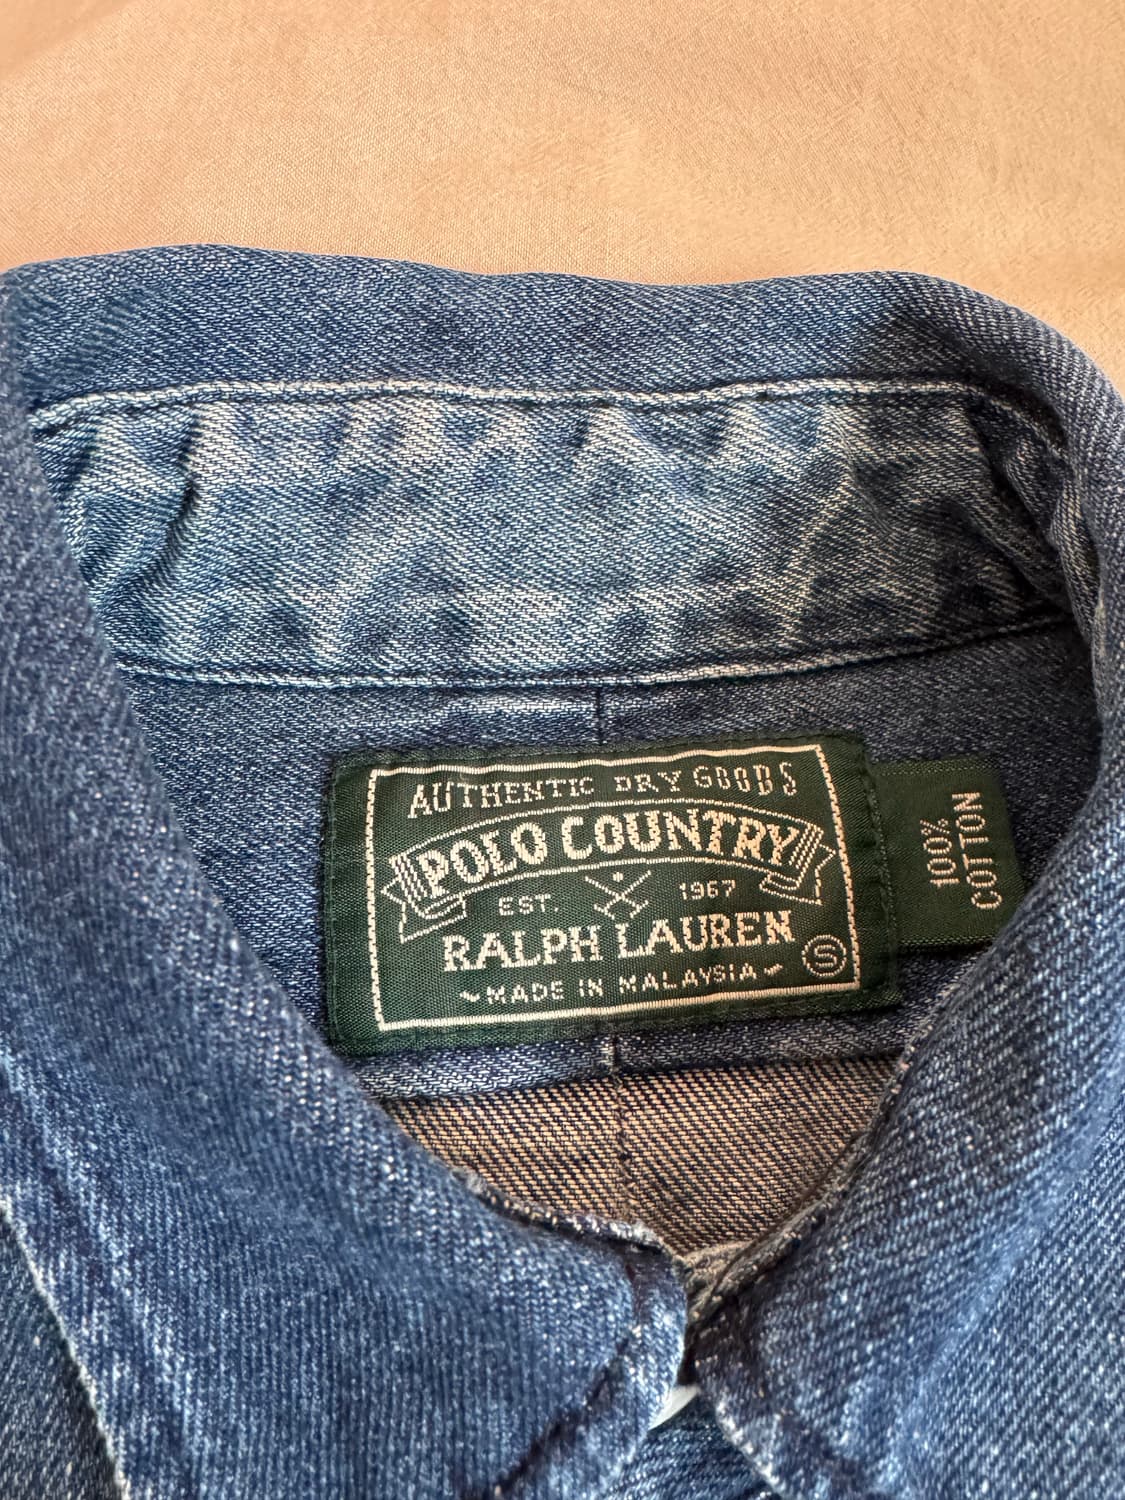 AUTHENTIC DRY GOODS
POLO COUNTRY
EST. 1967
RALPH LAUREN
S
MADE IN MALAYSIA
100%
COTTON